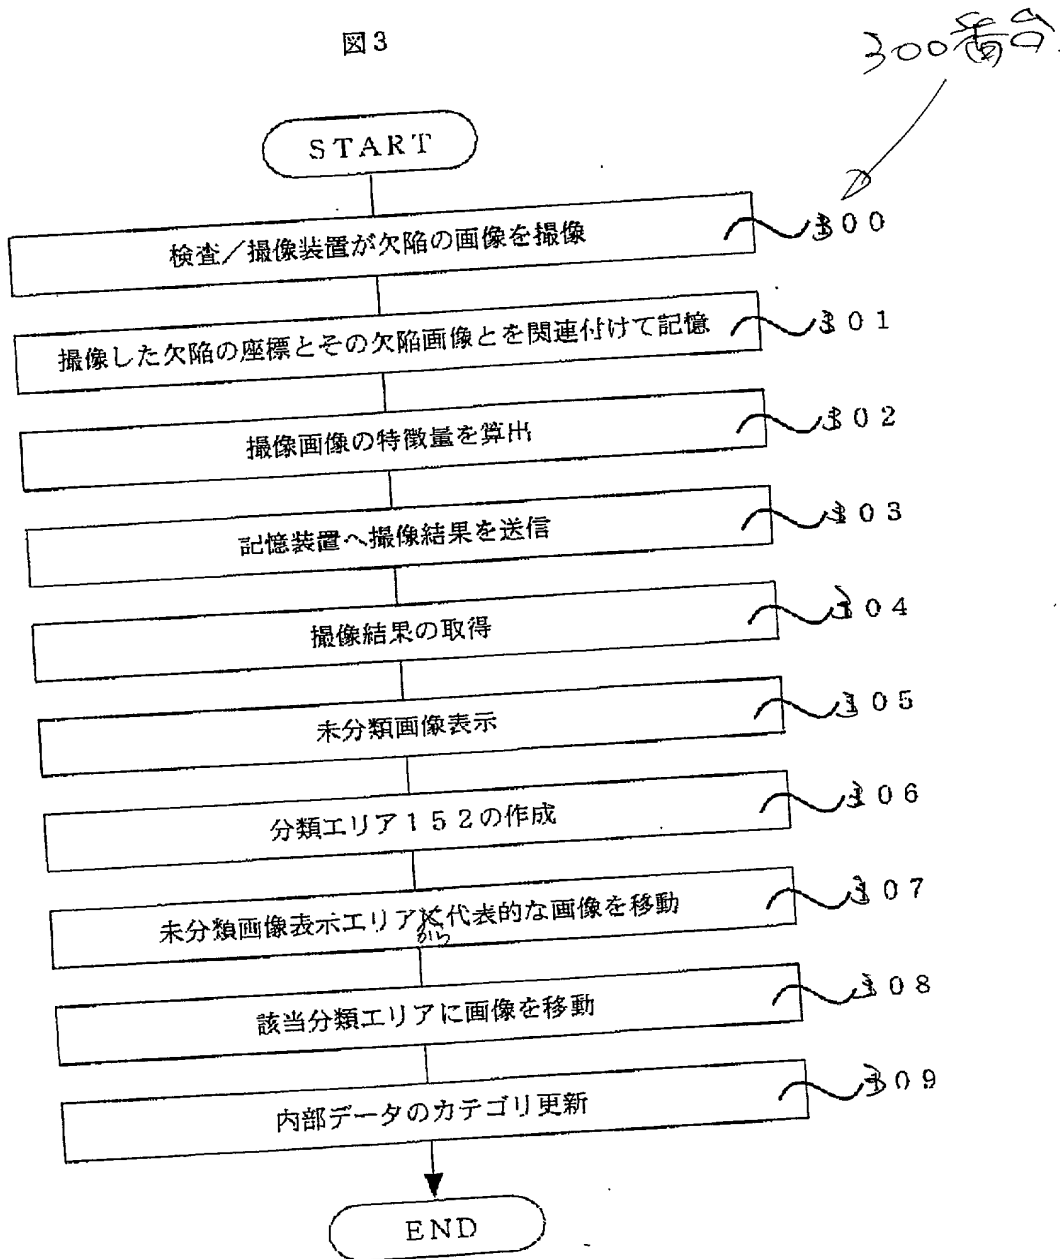 図3
300番台
START
検査/撮像装置が欠陥の画像を撮像 300
撮像した欠陥の座標とその欠陥画像とを関連付けて記憶 301
撮像画像の特徴量を算出 302
記憶装置へ撮像結果を送信 303
撮像結果の取得 304
未分類画像表示 305
分類エリア152の作成 306
未分類画像表示エリアから代表的な画像を移動 307
該当分類エリアに画像を移動 308
内部データのカテゴリ更新 309
END